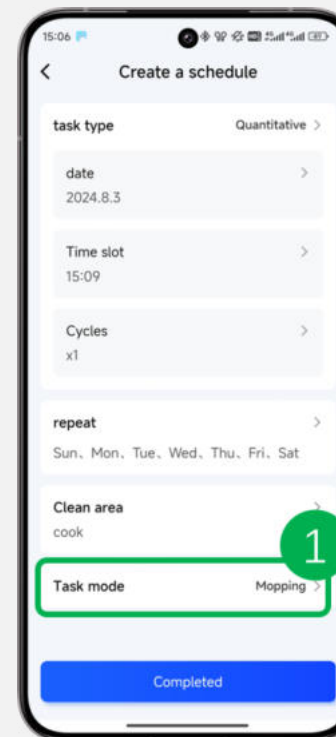 15:06
Create a schedule
task type Quantitative >
date >
2024.8.3
Time slot >
15:09
Cycles >
x1
repeat >
Sun、Mon、Tue、Wed、Thu、Fri、Sat
Clean area >
cook
1
Task mode Mopping >
Completed